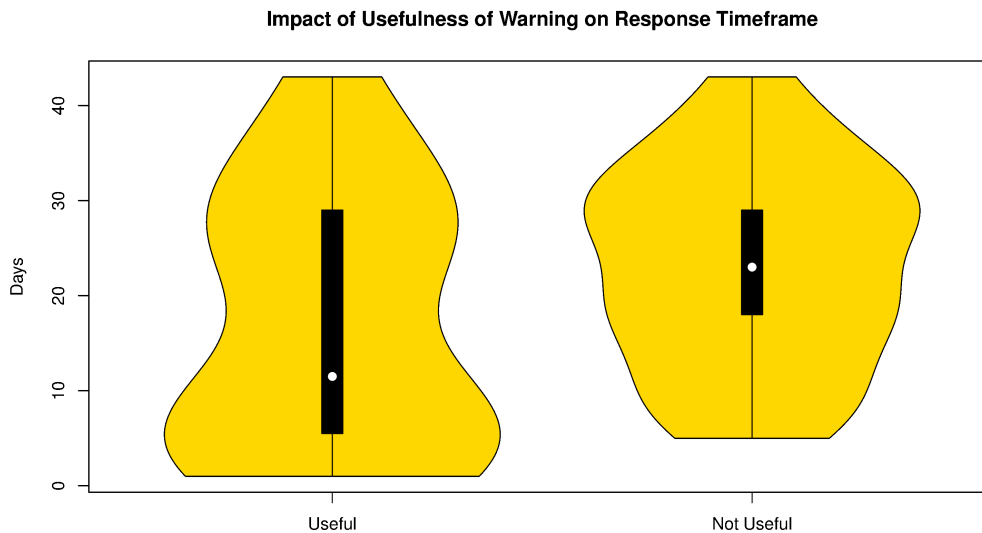 Impact of Usefulness of Warning on Response Timeframe
Days
40
30
20
10
0
Useful
Not Useful